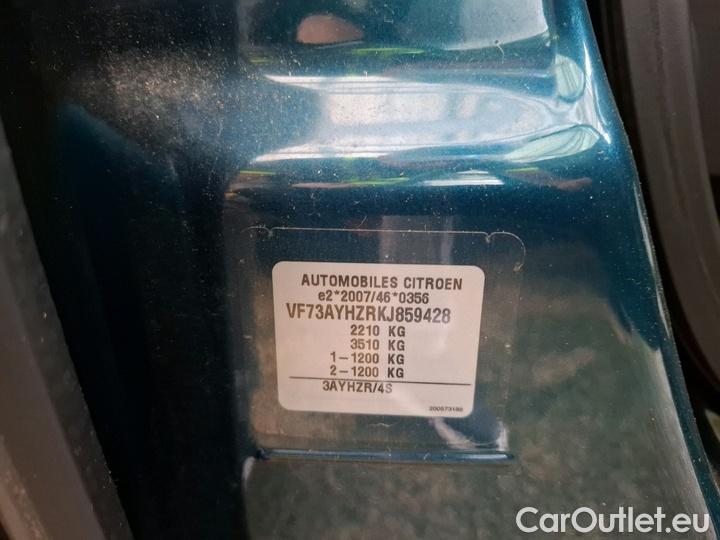 AUTOMOBILES CITROEN
e2*2007/46*0356
VF73AYHZRKJ859428
2210 KG
3510 KG
1-1200 KG
2-1200 KG
3AYHZR/4S
200573188
CarOutlet.eu